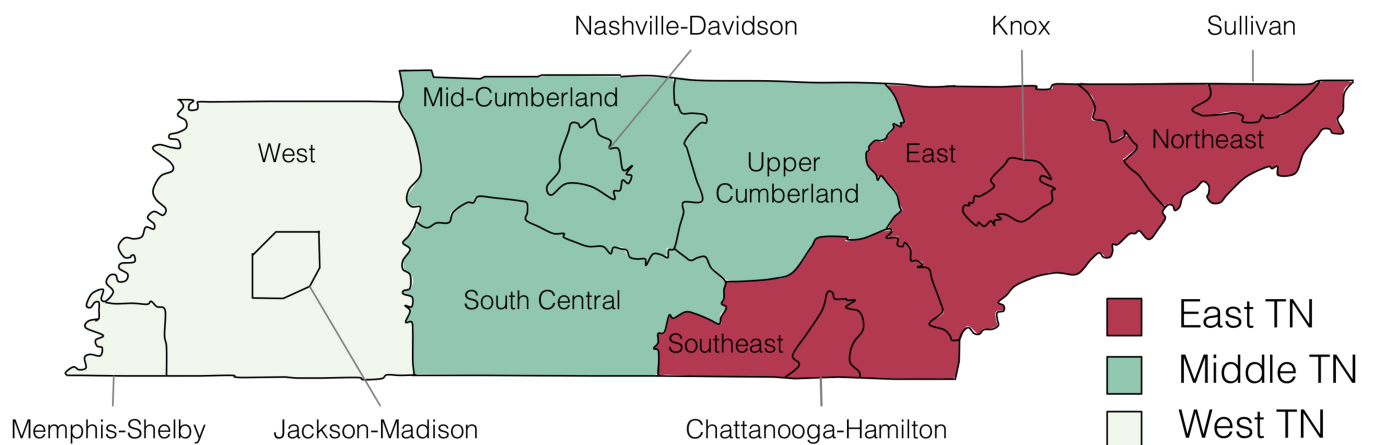 Nashville-Davidson
Knox
Sullivan
Mid-Cumberland
West
Upper
Cumberland
East
Northeast
South Central
Southeast
East TN
Middle TN
West TN
Memphis-Shelby
Jackson-Madison
Chattanooga-Hamilton